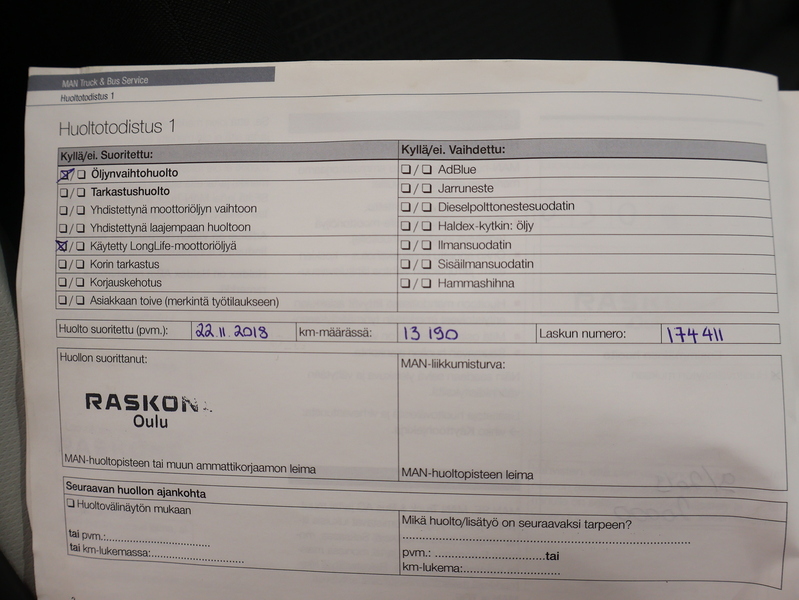 MAN Truck & Bus Service
Huoltotodistus 1
Huoltotodistus 1
Kyllä/ei. Suoritettu:
☒/☐ Öljynvaihtohuolto
☐/☐ Tarkastushuolto
☐/☐ Yhdistettynä moottoriöljyn vaihtoon
☐/☐ Yhdistettynä laajempaan huoltoon
☒/☐ Käytetty LongLife-moottoriöljyä
☐/☐ Korin tarkastus
☐/☐ Korjauskehotus
☐/☐ Asiakkaan toive (merkintä työtilaukseen)
Kyllä/ei. Vaihdettu:
☐/☐ AdBlue
☐/☐ Jarruneste
☐/☐ Dieselpolttonestesuodatin
☐/☐ Haldex-kytkin: öljy
☐/☐ Ilmansuodatin
☐/☐ Sisäilmansuodatin
☐/☐ Hammashihna
Huolto suoritettu (pvm.): 22.11.2018 km-määrässä: 13 190 Laskun numero: 174411
Huollon suorittanut:
RASKONE
Oulu
MAN-huoltopisteen tai muun ammattikorjaamon leima
MAN-liikkumisturva:
MAN-huoltopisteen leima
Seuraavan huollon ajankohta
☐ Huoltovälinäytön mukaan
tai pvm.:..............................
tai km-lukemassa:..........................
Mikä huolto/lisätyö on seuraavaksi tarpeen?
................................................................................
pvm.: ..............................tai
km-lukema:..........................